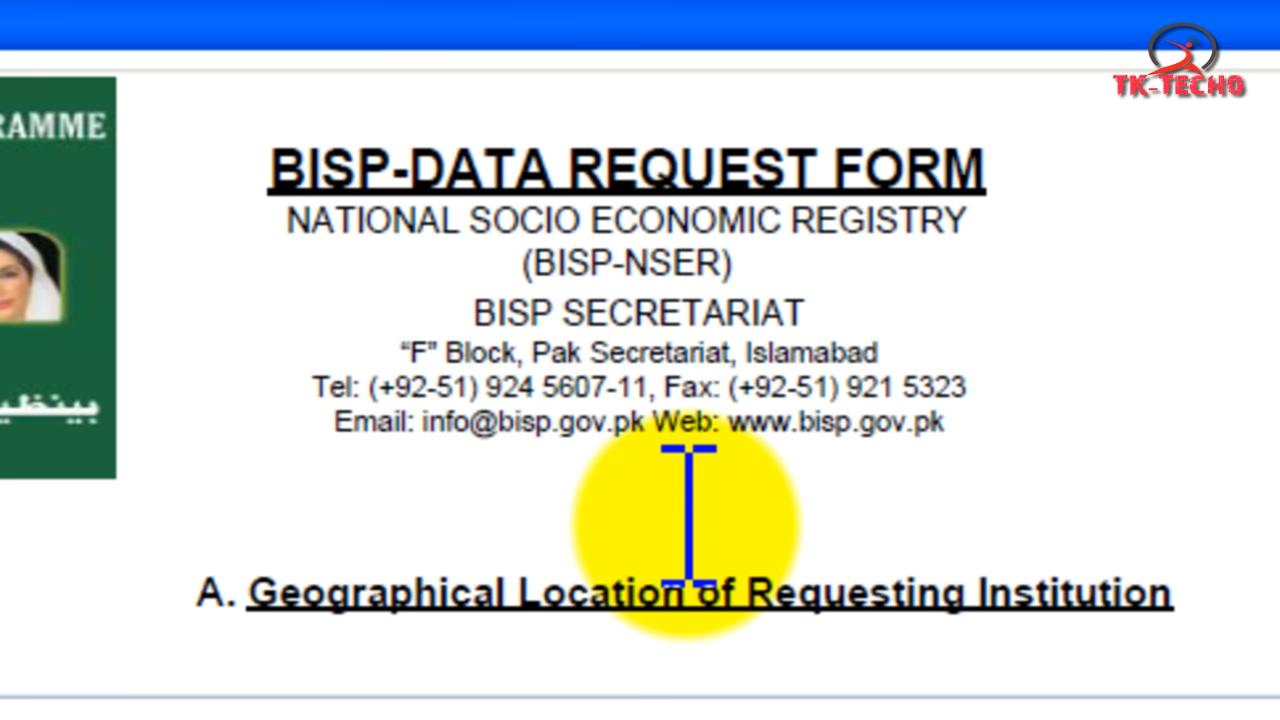 TK-TECHO
RAMME
BISP-DATA REQUEST FORM
NATIONAL SOCIO ECONOMIC REGISTRY
(BISP-NSER)
BISP SECRETARIAT
“F” Block, Pak Secretariat, Islamabad
Tel: (+92-51) 924 5607-11, Fax: (+92-51) 921 5323
Email: info@bisp.gov.pk Web: www.bisp.gov.pk
A. Geographical Location of Requesting Institution